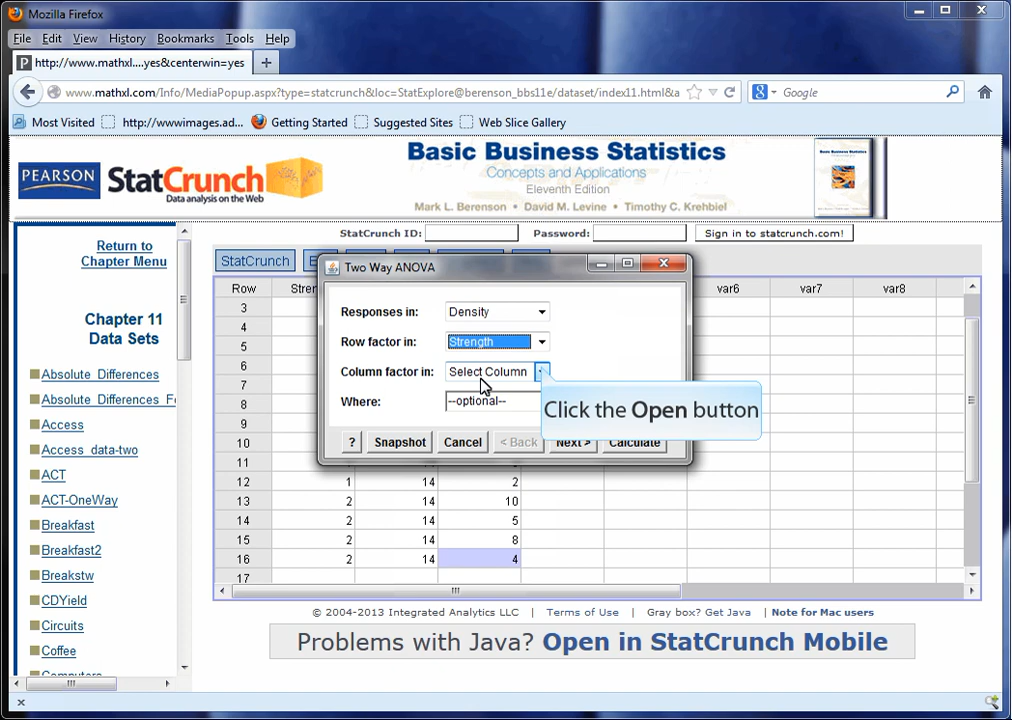 Mozilla Firefox
File Edit View History Bookmarks Tools Help
P http://www.mathxl....yes&centerwin=yes +
www.mathxl.com/Info/MediaPopup.aspx?type=statcrunch&loc=StatExplore@berenson_bbs11e/dataset/index11.html&a Google
Most Visited http://wwwimages.ad... Getting Started Suggested Sites Web Slice Gallery
PEARSON StatCrunch
Data analysis on the Web
Basic Business Statistics
Concepts and Applications
Eleventh Edition
Mark L. Berenson • David M. Levine • Timothy C. Krehbiel
StatCrunch ID: Password: Sign in to statcrunch.com!
Return to
Chapter Menu
Chapter 11
Data Sets
Absolute_Differences
Absolute_Differences_Fo
Access
Access_data-two
ACT
ACT-OneWay
Breakfast
Breakfast2
Breakstw
CDYield
Circuits
Coffee
StatCrunch
Two Way ANOVA
Responses in: Density
Row factor in: Strength
Column factor in: Select Column
Where: --optional--
Click the Open button
? Snapshot Cancel < Back Next > Calculate
Row var6 var7 var8
3
4
5
6
7
8
9
10
11
12 1 14 2
13 2 14 10
14 2 14 5
15 2 14 8
16 2 14 4
17
© 2004-2013 Integrated Analytics LLC | Terms of Use | Gray box? Get Java | Note for Mac users
Problems with Java? Open in StatCrunch Mobile